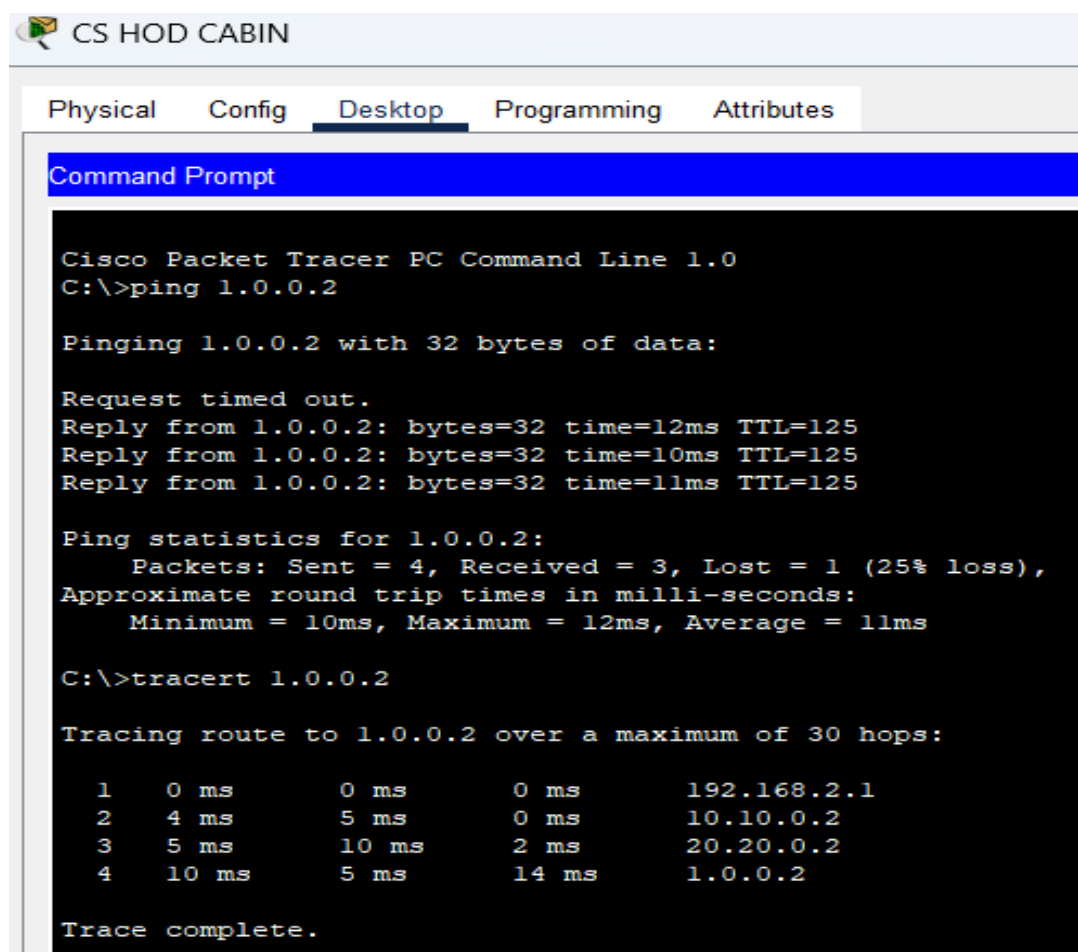 CS HOD CABIN
Physical Config Desktop Programming Attributes
Command Prompt
Cisco Packet Tracer PC Command Line 1.0
C:\>ping 1.0.0.2
Pinging 1.0.0.2 with 32 bytes of data:
Request timed out.
Reply from 1.0.0.2: bytes=32 time=12ms TTL=125
Reply from 1.0.0.2: bytes=32 time=10ms TTL=125
Reply from 1.0.0.2: bytes=32 time=11ms TTL=125
Ping statistics for 1.0.0.2:
Packets: Sent = 4, Received = 3, Lost = 1 (25% loss),
Approximate round trip times in milli-seconds:
Minimum = 10ms, Maximum = 12ms, Average = 11ms
C:\>tracert 1.0.0.2
Tracing route to 1.0.0.2 over a maximum of 30 hops:
1 0 ms 0 ms 0 ms 192.168.2.1
2 4 ms 5 ms 0 ms 10.10.0.2
3 5 ms 10 ms 2 ms 20.20.0.2
4 10 ms 5 ms 14 ms 1.0.0.2
Trace complete.